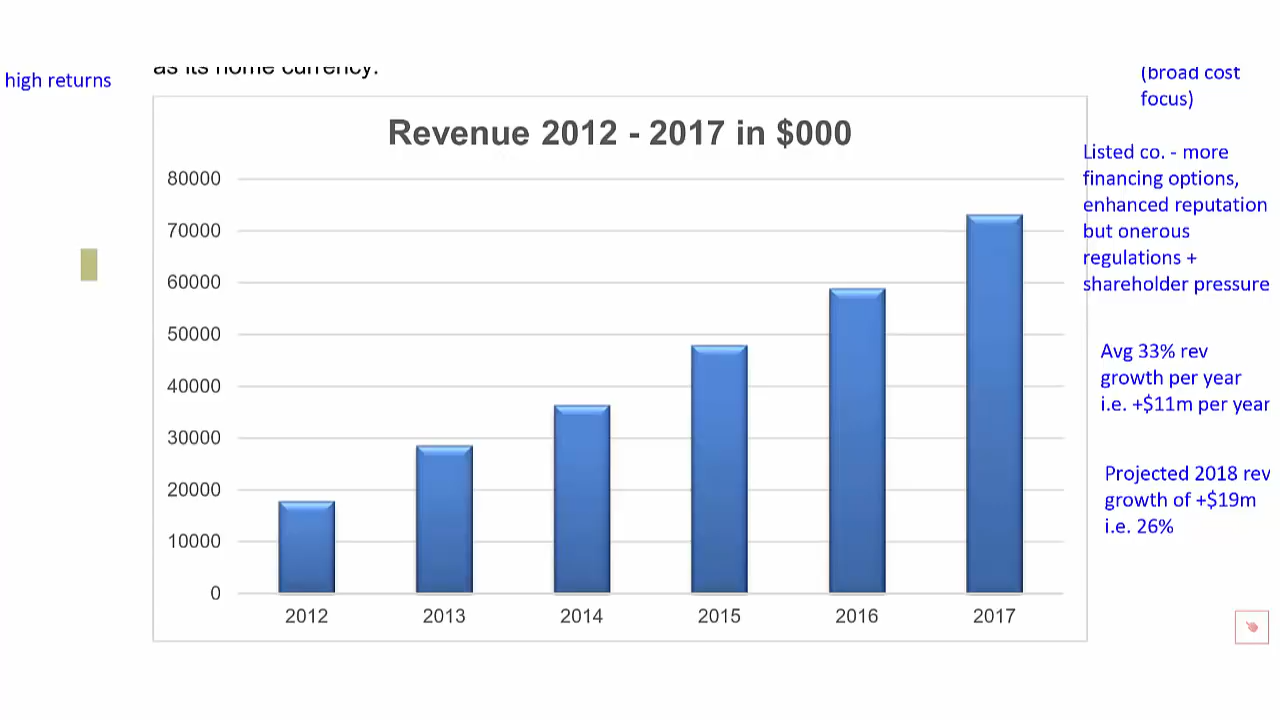 high returns
as its home currency.
(broad cost
focus)
Revenue 2012 - 2017 in $000
Listed co. - more
financing options,
enhanced reputation
but onerous
regulations +
shareholder pressure
Avg 33% rev
growth per year
i.e. +$11m per year
Projected 2018 rev
growth of +$19m
i.e. 26%
80000
70000
60000
50000
40000
30000
20000
10000
0
2012 2013 2014 2015 2016 2017